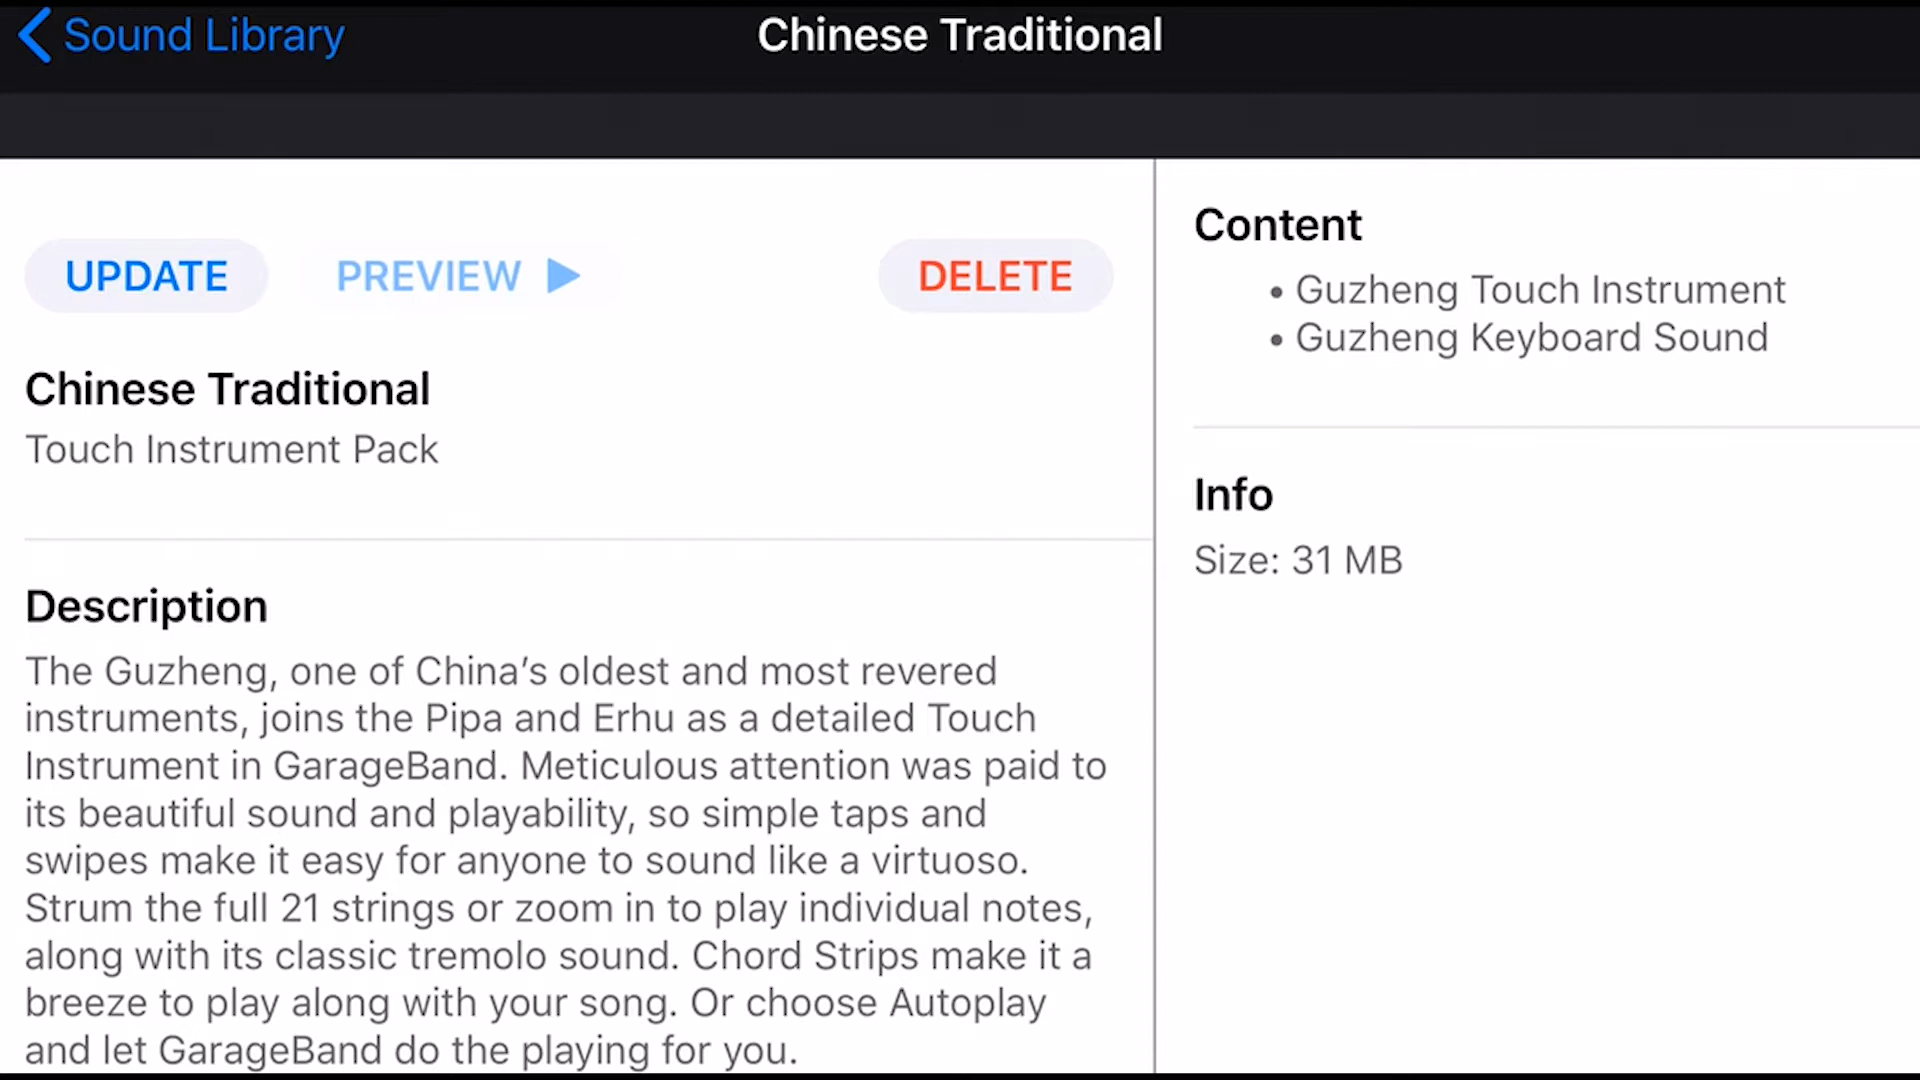 Sound Library
Chinese Traditional
UPDATE
PREVIEW
DELETE
Chinese Traditional
Touch Instrument Pack
Description
The Guzheng, one of China’s oldest and most revered
instruments, joins the Pipa and Erhu as a detailed Touch
Instrument in GarageBand. Meticulous attention was paid to
its beautiful sound and playability, so simple taps and
swipes make it easy for anyone to sound like a virtuoso.
Strum the full 21 strings or zoom in to play individual notes,
along with its classic tremolo sound. Chord Strips make it a
breeze to play along with your song. Or choose Autoplay
and let GarageBand do the playing for you.
Content
• Guzheng Touch Instrument
• Guzheng Keyboard Sound
Info
Size: 31 MB